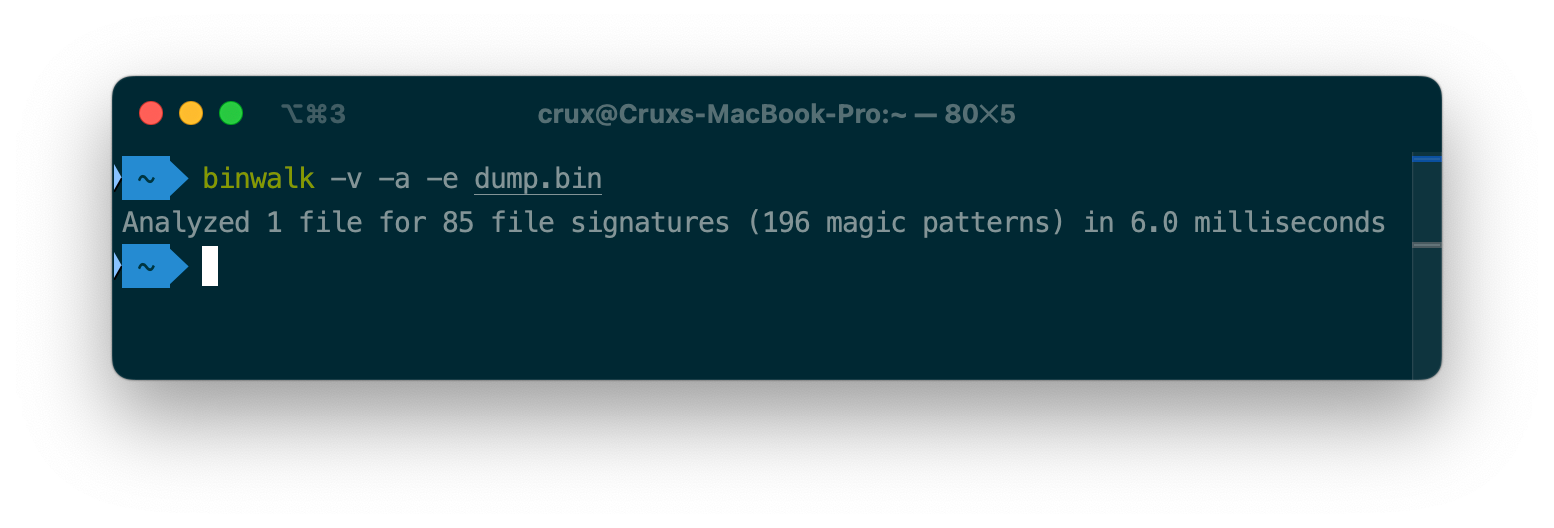 ⌥⌘3 crux@Cruxs-MacBook-Pro:~ — 80×5
~ binwalk -v -a -e dump.bin
Analyzed 1 file for 85 file signatures (196 magic patterns) in 6.0 milliseconds
~